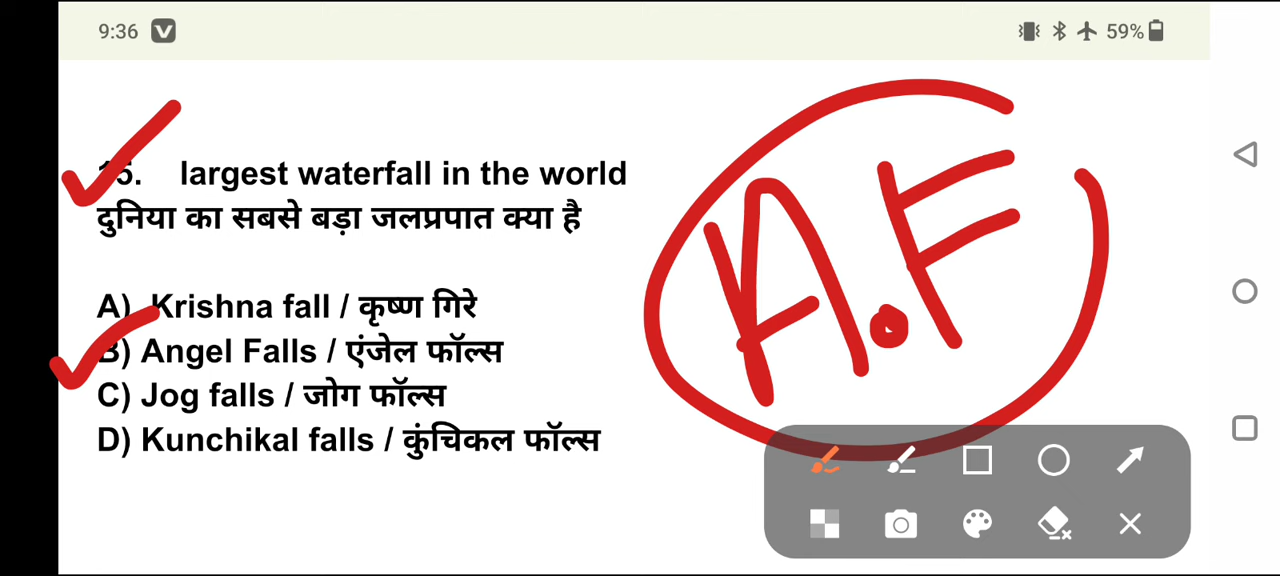 9:36 V 59%
15. largest waterfall in the world
दुनिया का सबसे बड़ा जलप्रपात क्या है
A) Krishna fall / कृष्ण गिरे
B) Angel Falls / एंजेल फॉल्स
C) Jog falls / जोग फॉल्स
D) Kunchikal falls / कुंचिकल फॉल्स
A.F